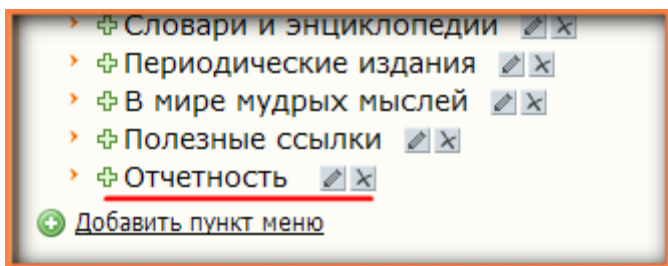 Словари и энциклопедии
Периодические издания
В мире мудрых мыслей
Полезные ссылки
Отчетность
Добавить пункт меню